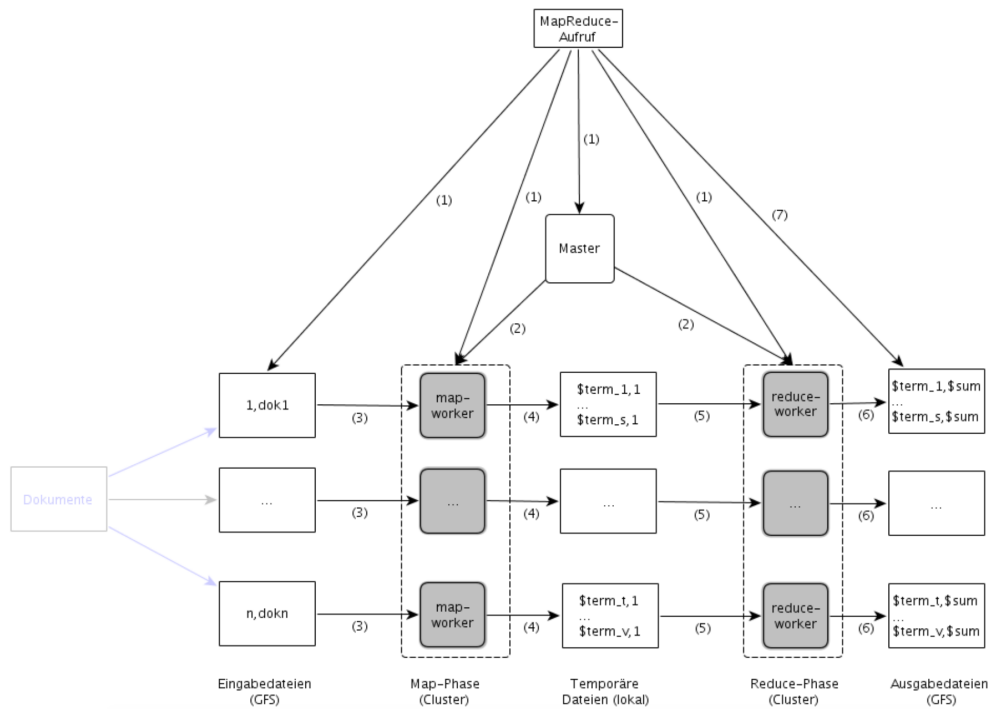 MapReduce-
Aufruf
(1)
(1)
(1)
(1)
(7)
Master
(2)
(2)
1,dok1
(3)
map-
worker
(4)
$term_1,1
...
$term_s,1
(5)
reduce-
worker
(6)
$term_1,$sum
...
$term_s,$sum
Dokumente
...
(3)
...
(4)
...
(5)
...
(6)
...
n,dokn
(3)
map-
worker
(4)
$term_t,1
...
$term_v,1
(5)
reduce-
worker
(6)
$term_t,$sum
...
$term_v,$sum
Eingabedateien
(GFS)
Map-Phase
(Cluster)
Temporäre
Dateien (lokal)
Reduce-Phase
(Cluster)
Ausgabedateien
(GFS)